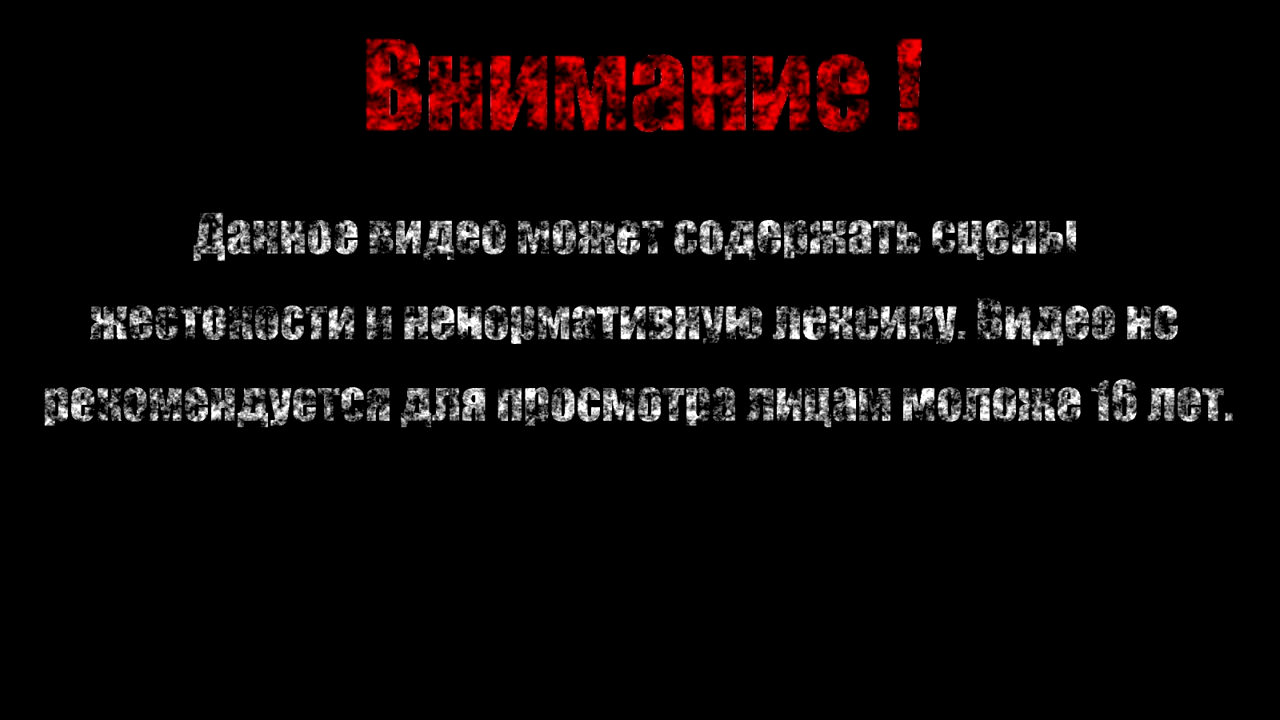 Внимание !
Данное видео может содержать сцены
жестокости и ненормативную лексику. Видео не
рекомендуется для просмотра лицам моложе 16 лет.